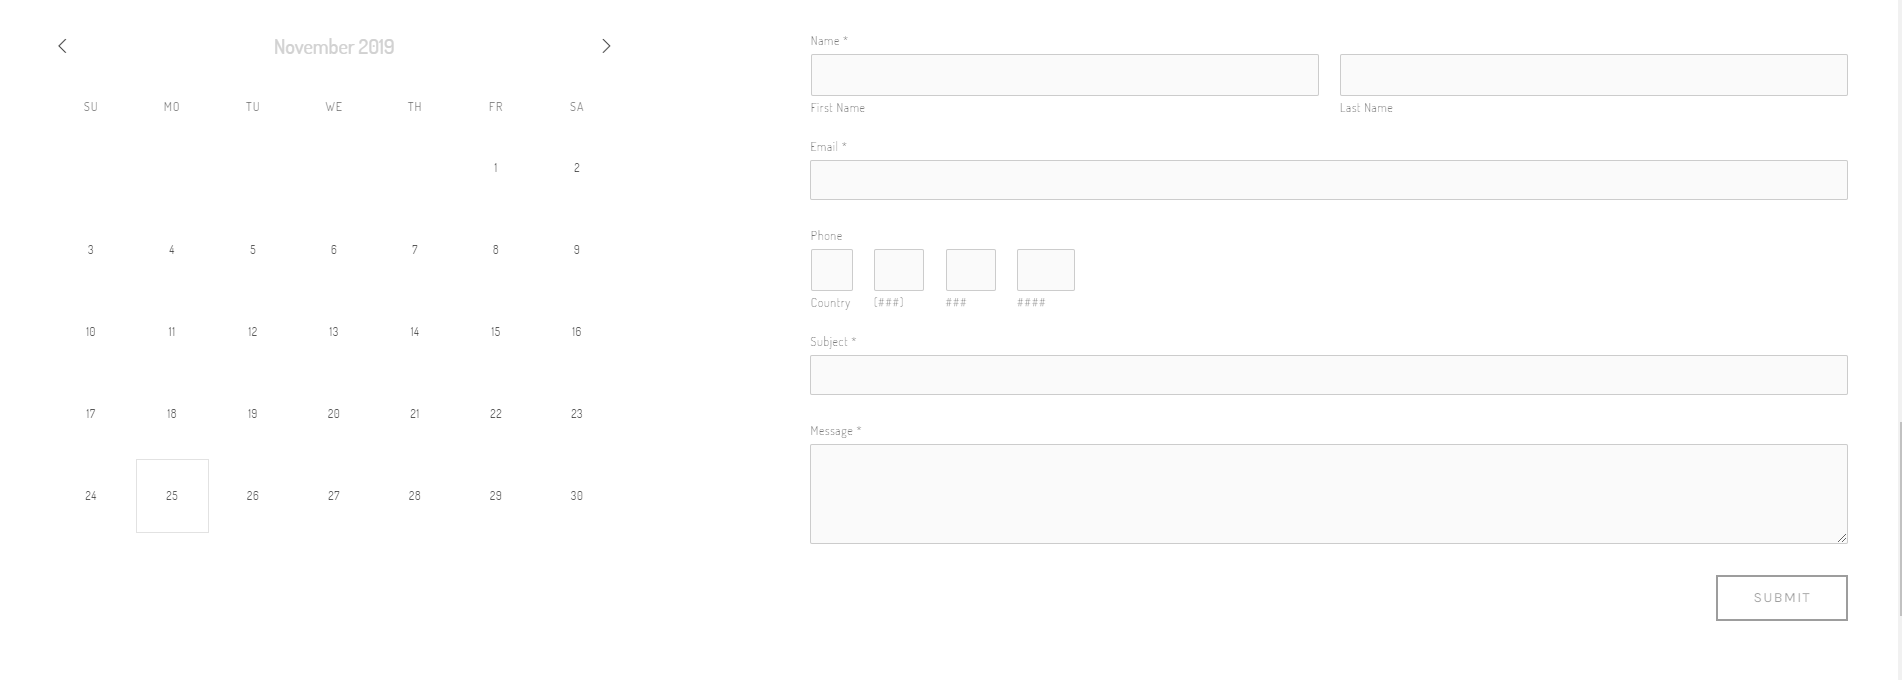 November 2019
SU MO TU WE TH FR SA
1 2
3 4 5 6 7 8 9
10 11 12 13 14 15 16
17 18 19 20 21 22 23
24 25 26 27 28 29 30
Name *
First Name Last Name
Email *
Phone
Country (###) ### ####
Subject *
Message *
SUBMIT